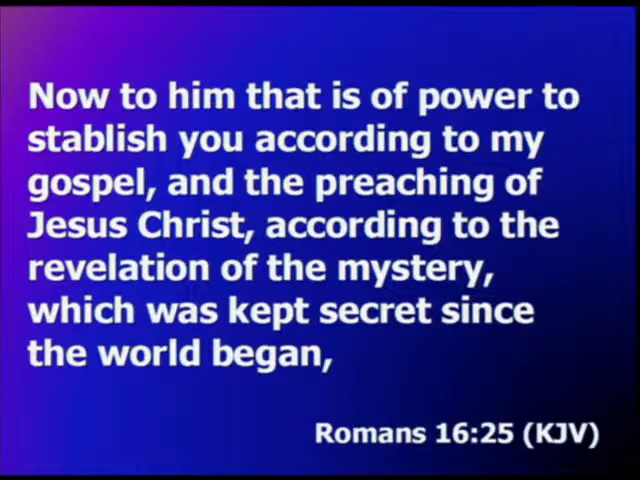 Now to him that is of power to
stablish you according to my
gospel, and the preaching of
Jesus Christ, according to the
revelation of the mystery,
which was kept secret since
the world began,
Romans 16:25 (KJV)